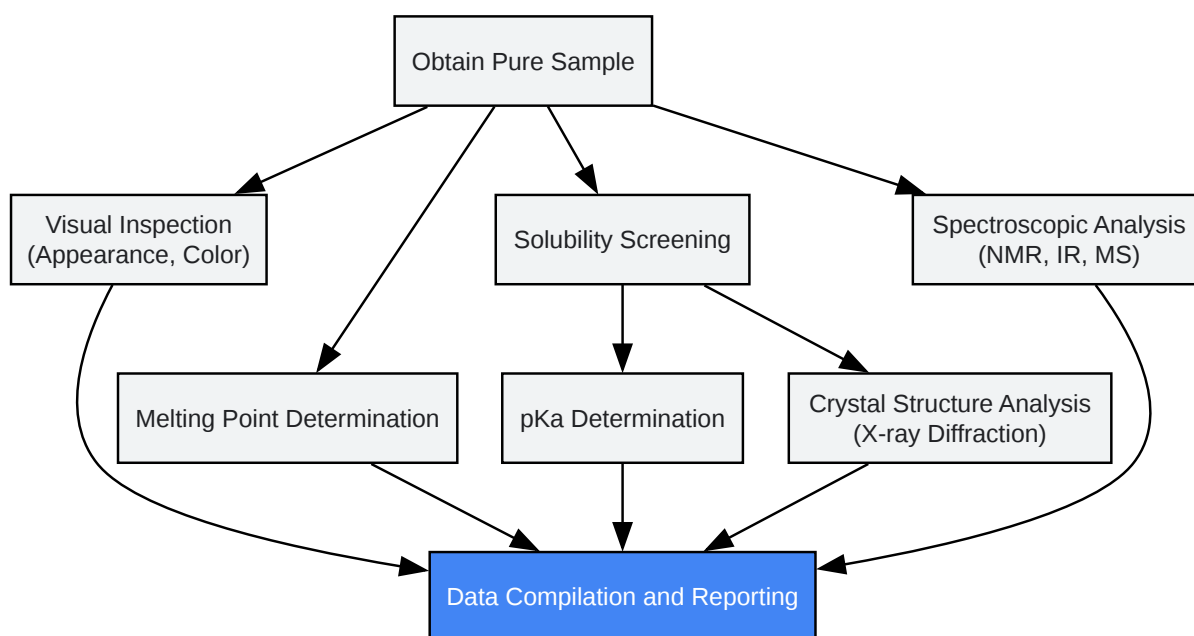 Obtain Pure Sample
Visual Inspection
(Appearance, Color)
Solubility Screening
Spectroscopic Analysis
(NMR, IR, MS)
Melting Point Determination
pKa Determination
Crystal Structure Analysis
(X-ray Diffraction)
Data Compilation and Reporting